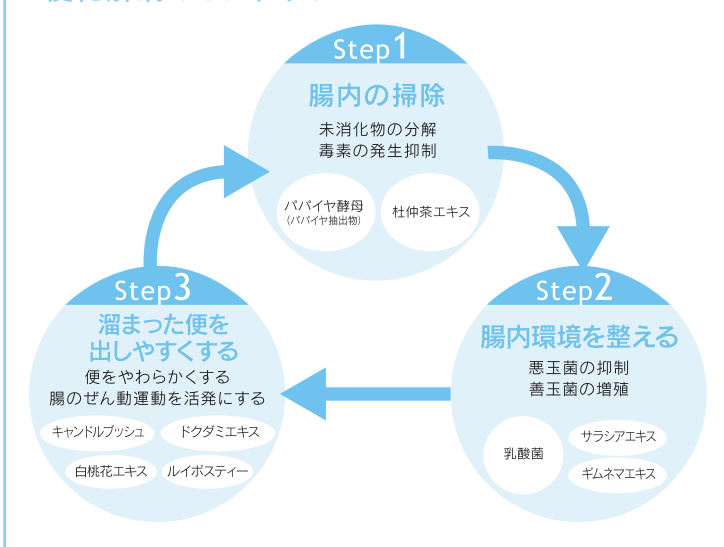 Step1
腸内の掃除
未消化物の分解
毒素の発生抑制
パパイヤ酵母
(パパイヤ抽出物)
杜仲茶エキス
Step2
腸内環境を整える
悪玉菌の抑制
善玉菌の増殖
乳酸菌
サラシアエキス
ギムネマエキス
Step3
溜まった便を
出しやすくする
便をやわらかくする
腸のぜん動運動を活発にする
キャンドルブッシュ
ドクダミエキス
白桃花エキス
ルイボスティー